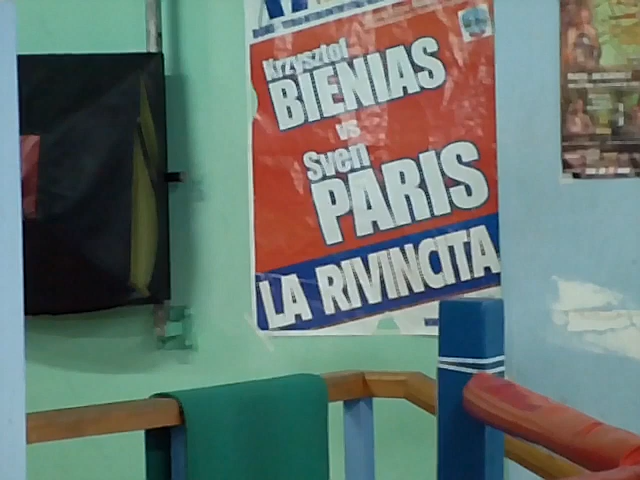 Krzysztof
BIENIAS
vs
Sven
PARIS
LA RIVINCITA